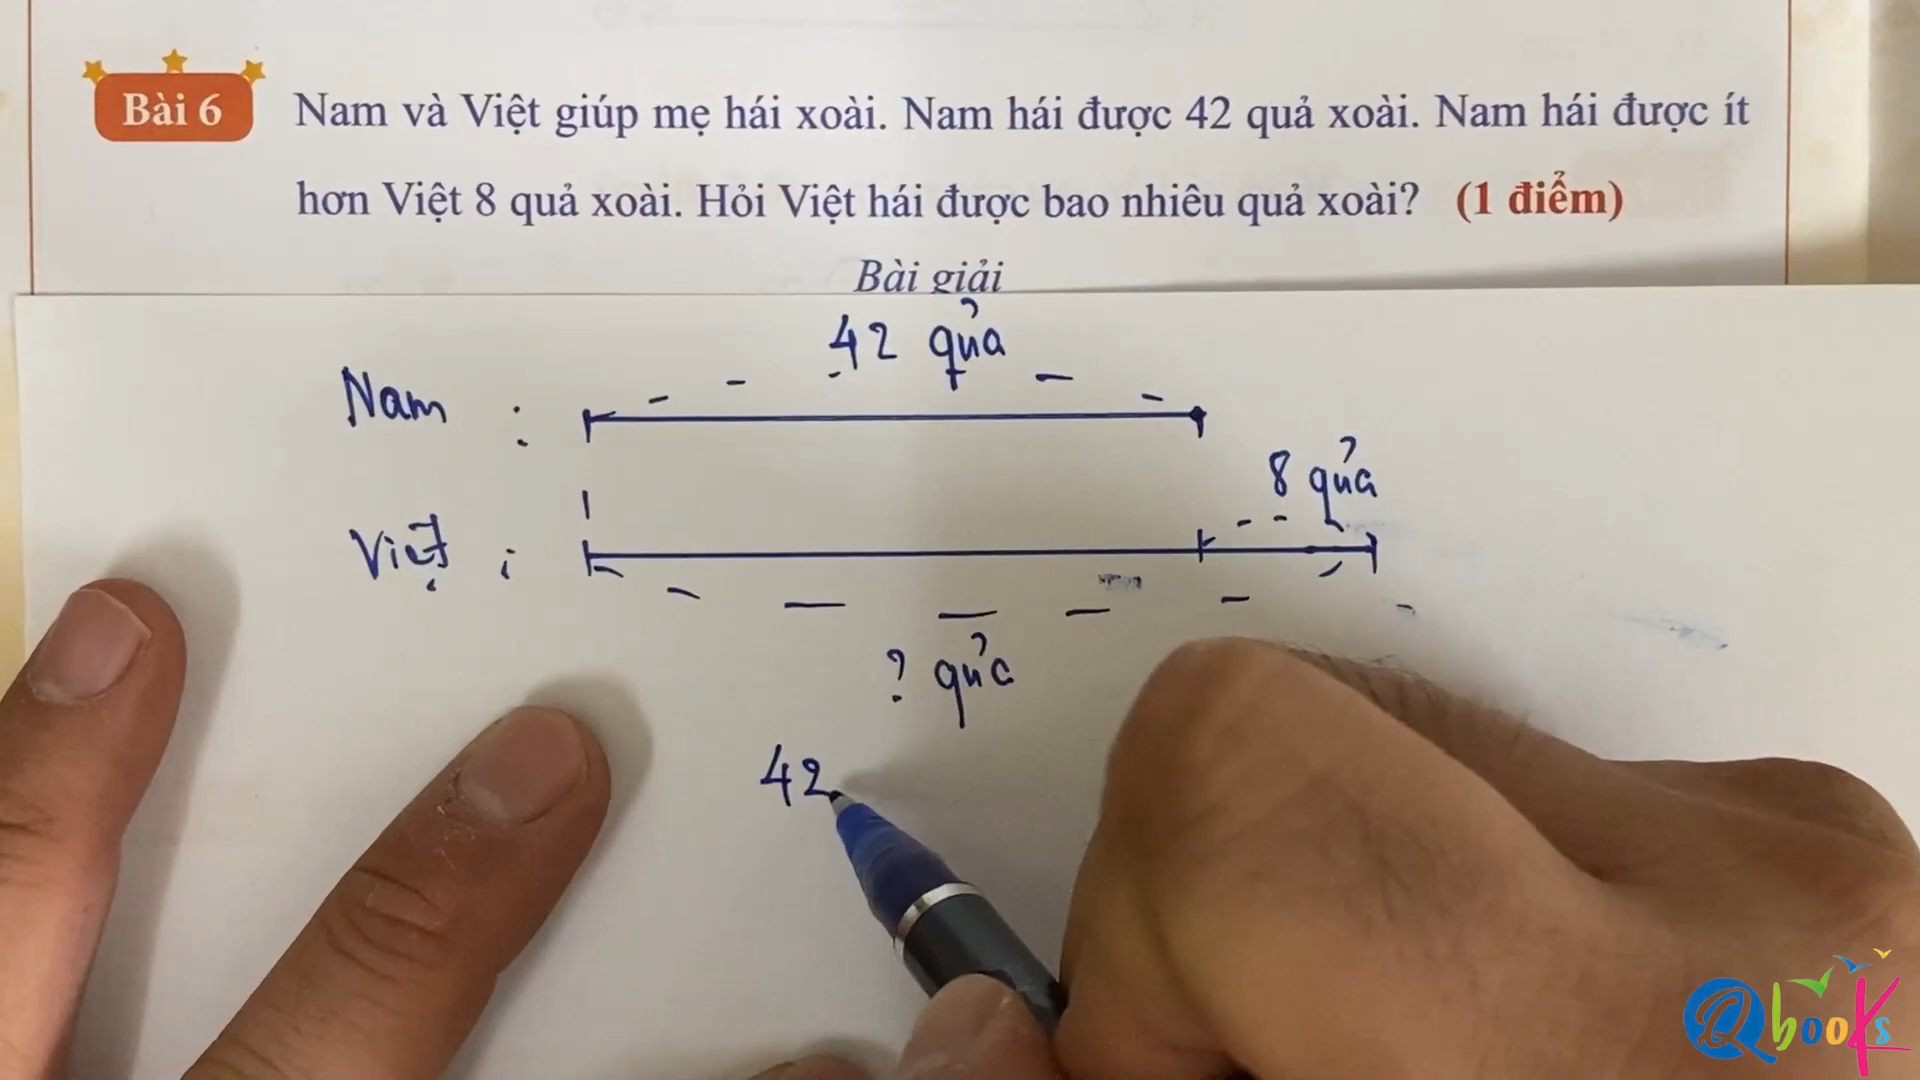 Bài 6 Nam và Việt giúp mẹ hái xoài. Nam hái được 42 quả xoài. Nam hái được ít
hơn Việt 8 quả xoài. Hỏi Việt hái được bao nhiêu quả xoài? (1 điểm)
Bài giải
42 quả
Nam :
8 quả
Việt :
? quả
42
Qbooks